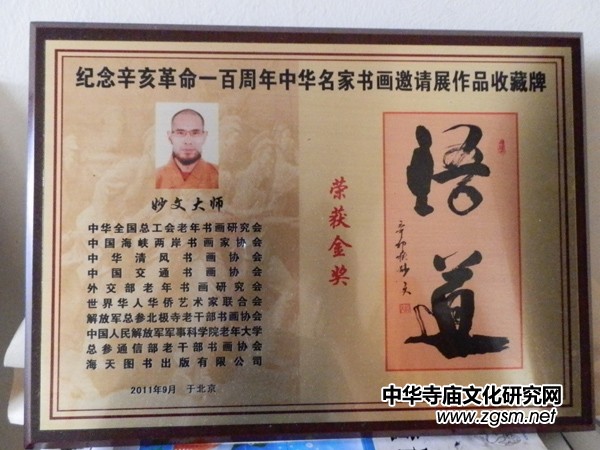 纪念辛亥革命一百周年中华名家书画邀请展作品收藏牌
妙文大师
中华全国总工会老年书画研究会
中国海峡两岸书画家协会
中华清风书画协会
中国交通书画协会
外交部老年书画研究会
世界华人华侨艺术家联合会
解放军总参北极寺老干部书画协会
中国人民解放军军事科学院老年大学
总参通信部老干部书画协会
海天图书出版有限公司
2011年9月 于北京
荣获金奖
悟道
中华寺庙文化研究网
www.zgsm.net